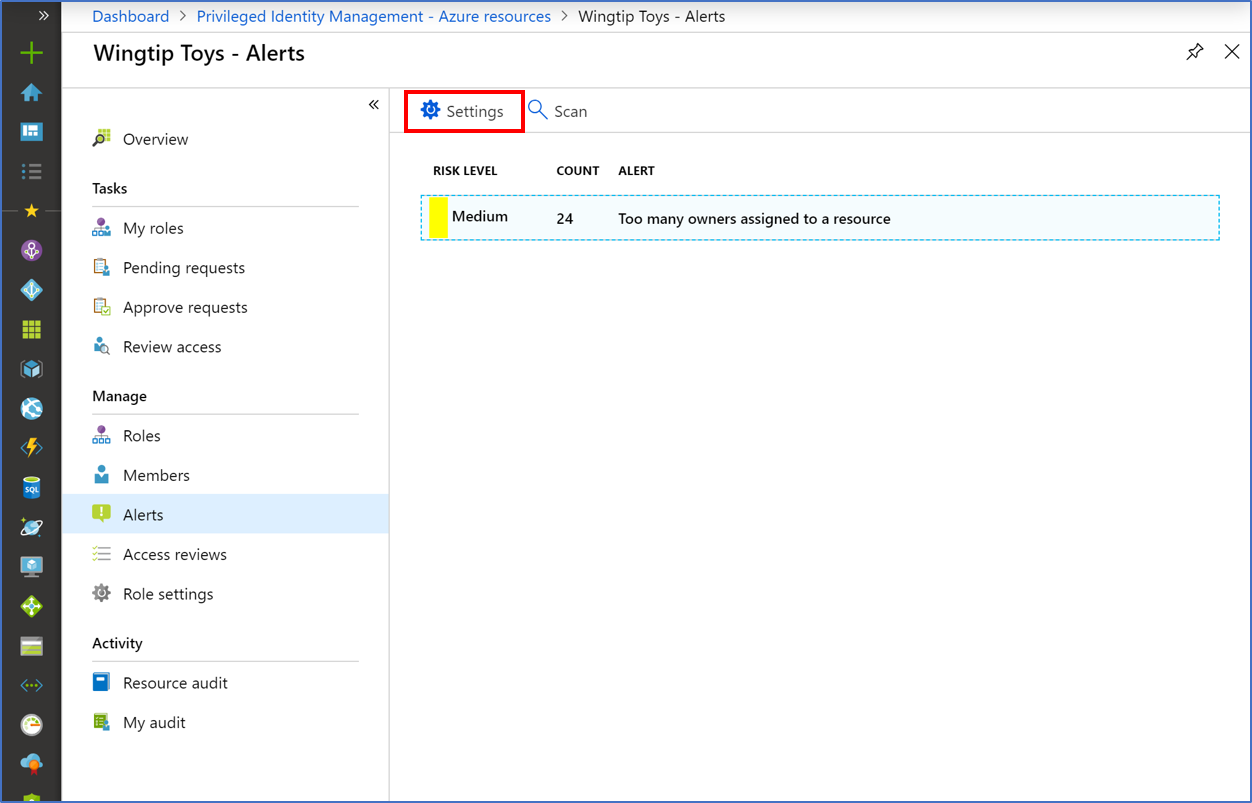 Dashboard > Privileged Identity Management - Azure resources > Wingtip Toys - Alerts
Wingtip Toys - Alerts
Overview
Tasks
My roles
Pending requests
Approve requests
Review access
Manage
Roles
Members
Alerts
Access reviews
Role settings
Activity
Resource audit
My audit
Settings Scan
RISK LEVEL COUNT ALERT
Medium 24 Too many owners assigned to a resource
SQL